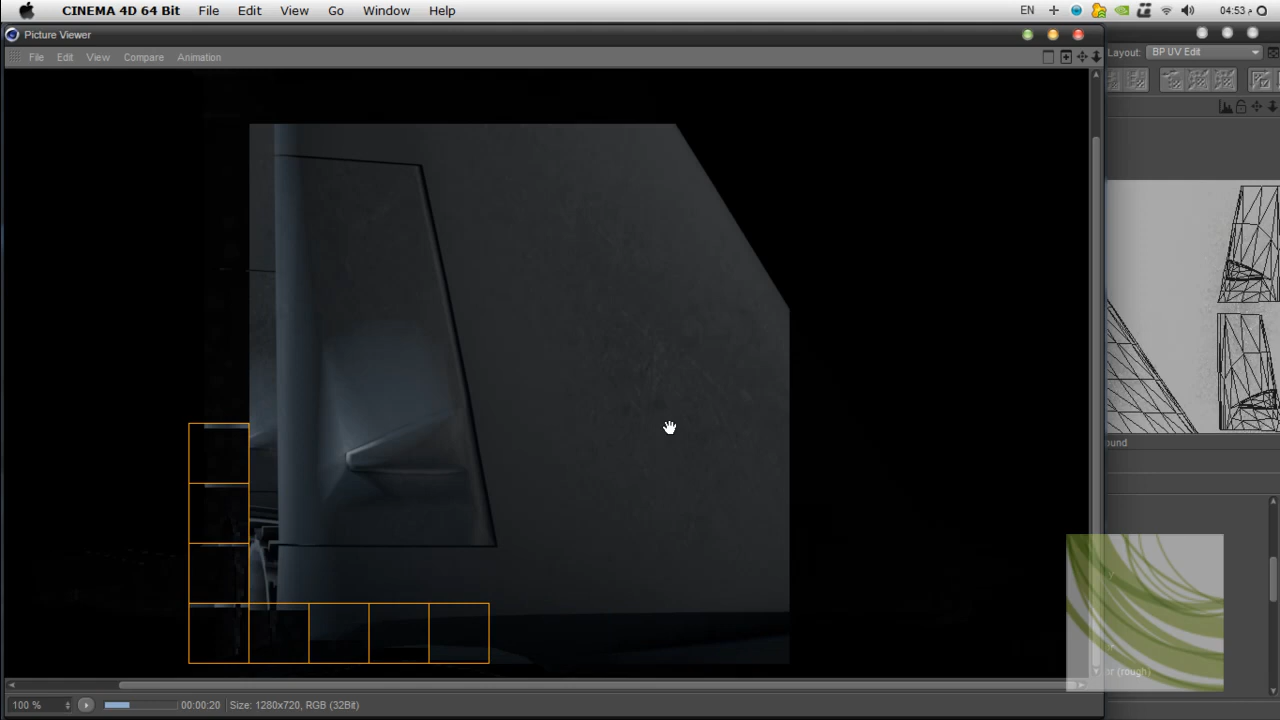 CINEMA 4D 64 Bit File Edit View Go Window Help EN 04:53 م
Picture Viewer
Layout: BP UV Edit
File Edit View Compare Animation
ound
y
r
r (rough)
100 % 00:00:20 Size: 1280x720, RGB (32Bit)